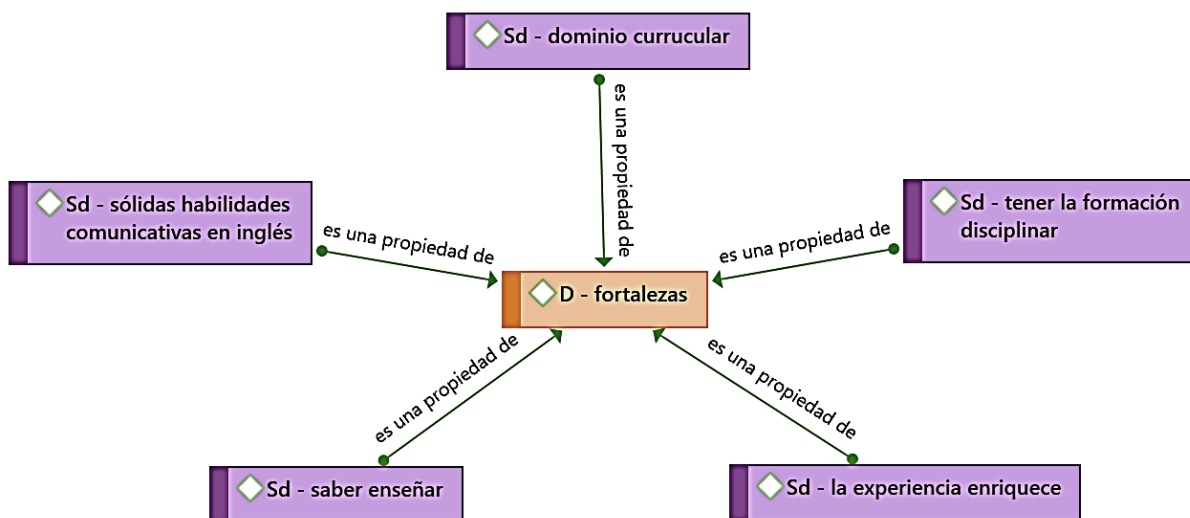 Sd - dominio currucular
es una propiedad de
Sd - sólidas habilidades
comunicativas en inglés
Sd - tener la formación
disciplinar
es una propiedad de
es una propiedad de
D - fortalezas
es una propiedad de
es una propiedad de
Sd - saber enseñar
Sd - la experiencia enriquece